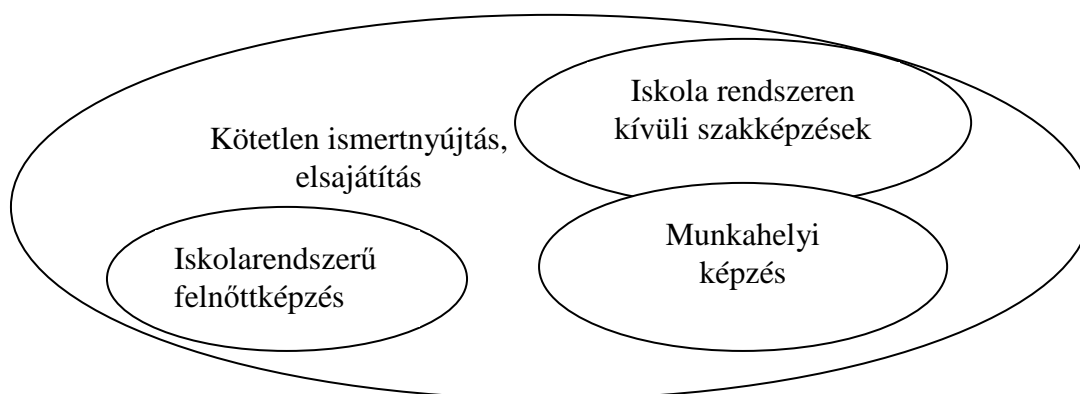 Iskola rendszeren
kívüli szakképzések
Kötetlen ismertnyújtás,
elsajátítás
Munkahelyi
képzés
Iskolarendszerű
felnőttképzés